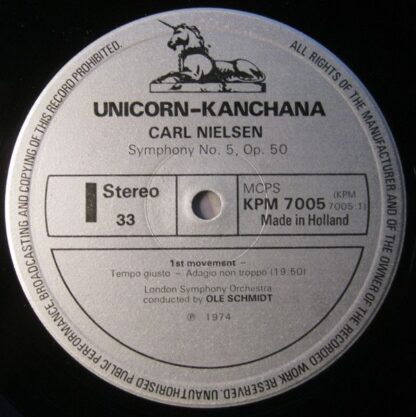 ALL RIGHTS OF THE MANUFACTURER AND OF THE OWNER OF THE RECORDED WORK RESERVED. UNAUTHORISED PUBLIC PERFORMANCE BROADCASTING AND COPYING OF THIS RECORD PROHIBITED.
UNICORN-KANCHANA
CARL NIELSEN
Symphony No. 5, Op. 50
Stereo
33
MCPS
KPM 7005 (KPM 7005 1)
Made in Holland
1st movement –
Tempo giusto – Adagio non troppo (19:50)
London Symphony Orchestra
conducted by OLE SCHMIDT
℗ 1974